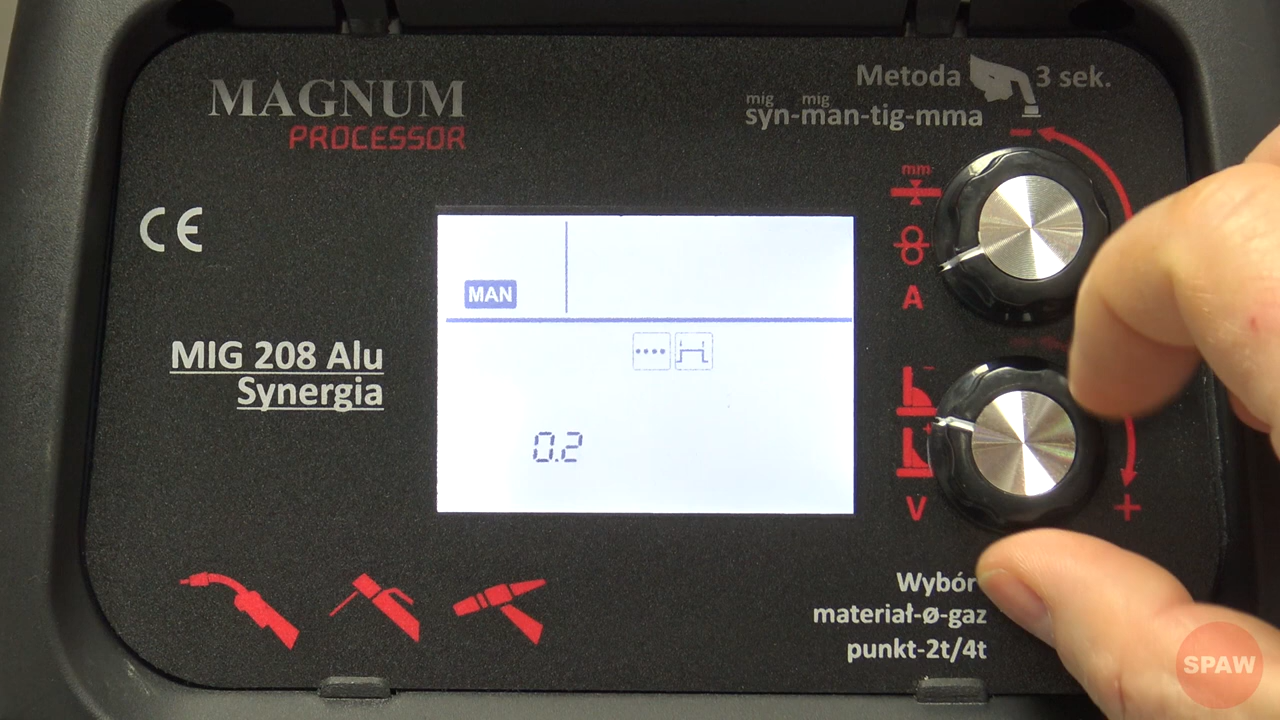 MAGNUM
PROCESSOR
Metoda 3 sek.
mig mig
syn-man-tig-mma
CE
mm
A
V
MAN
0.2
MIG 208 Alu
Synergia
Wybór
materiał-ø-gaz
punkt-2t/4t
SPAW